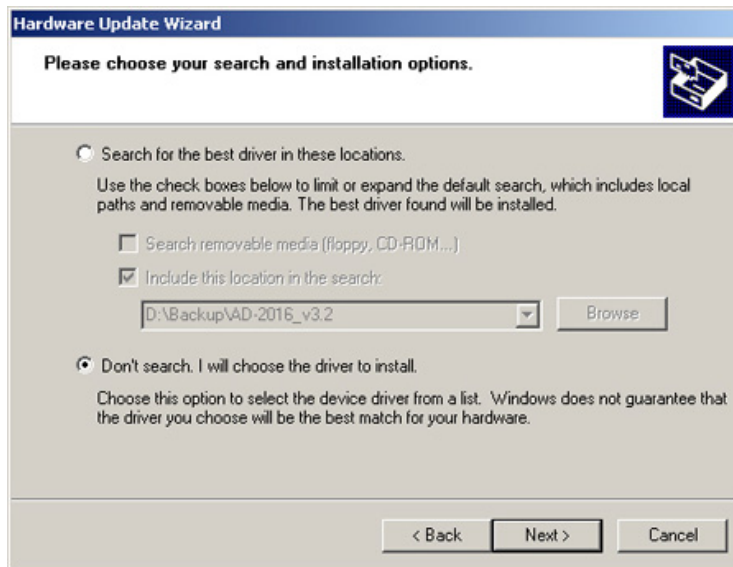 Hardware Update Wizard
Please choose your search and installation options.
Search for the best driver in these locations.
Use the check boxes below to limit or expand the default search, which includes local
paths and removable media. The best driver found will be installed.
Search removable media (floppy, CD-ROM...)
Include this location in the search:
D:\Backup\AD-2016_v3.2
Browse
Don't search. I will choose the driver to install.
Choose this option to select the device driver from a list.  Windows does not guarantee that
the driver you choose will be the best match for your hardware.
< Back
Next >
Cancel